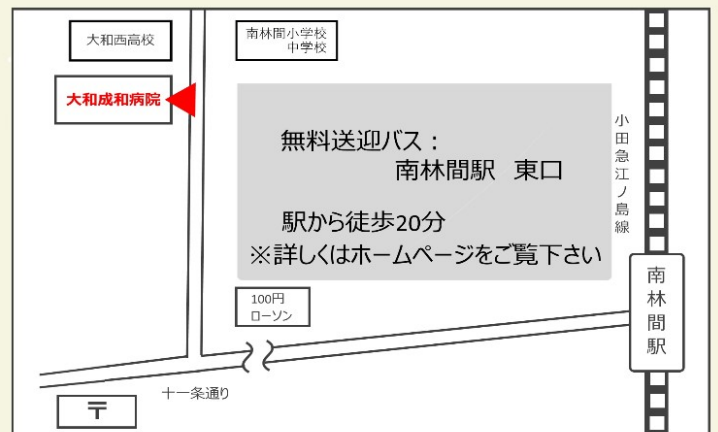 大和西高校
南林間小学校
中学校
大和成和病院
無料送迎バス：
南林間駅　東口
駅から徒歩20分
※詳しくはホームページをご覧下さい
小田急江ノ島線
南林間駅
100円
ローソン
十一条通り
〒